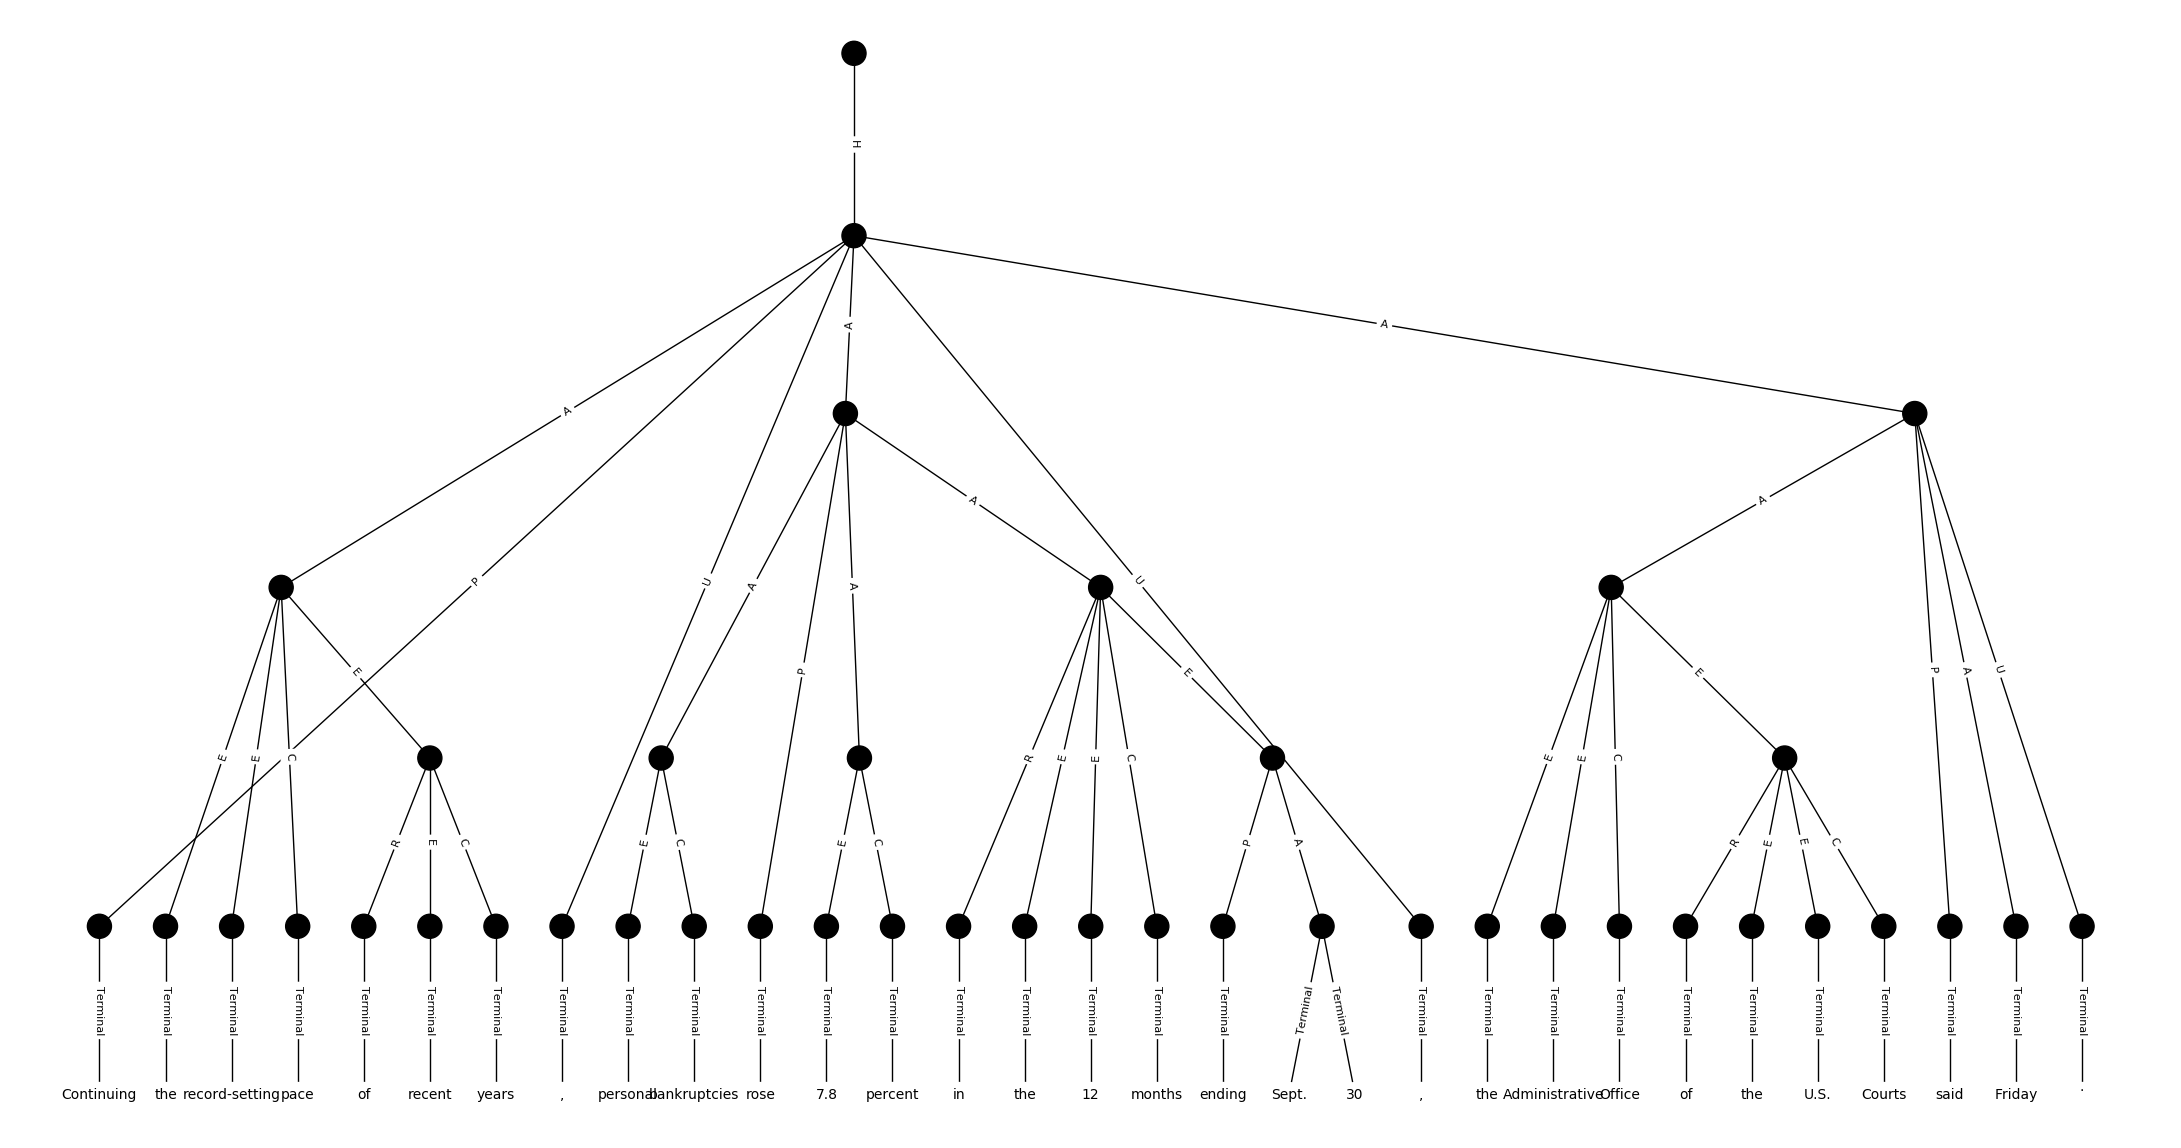 H
A
A
A
P
U
A
A
P
A
A
U
A
E
E
P
P
A
U
E
E
C
R
E
E
C
E
E
C
R
E
C
E
C
E
C
P
A
R
E
E
C
Terminal Terminal Terminal Terminal Terminal Terminal Terminal Terminal Terminal Terminal Terminal Terminal Terminal Terminal Terminal Terminal Terminal Terminal Terminal Terminal Terminal Terminal Terminal Terminal Terminal Terminal Terminal Terminal Terminal Terminal Terminal
Continuing the record-setting pace of recent years , personal bankruptcies rose 7.8 percent in the 12 months ending Sept. 30 , the Administrative Office of the U.S. Courts said Friday .